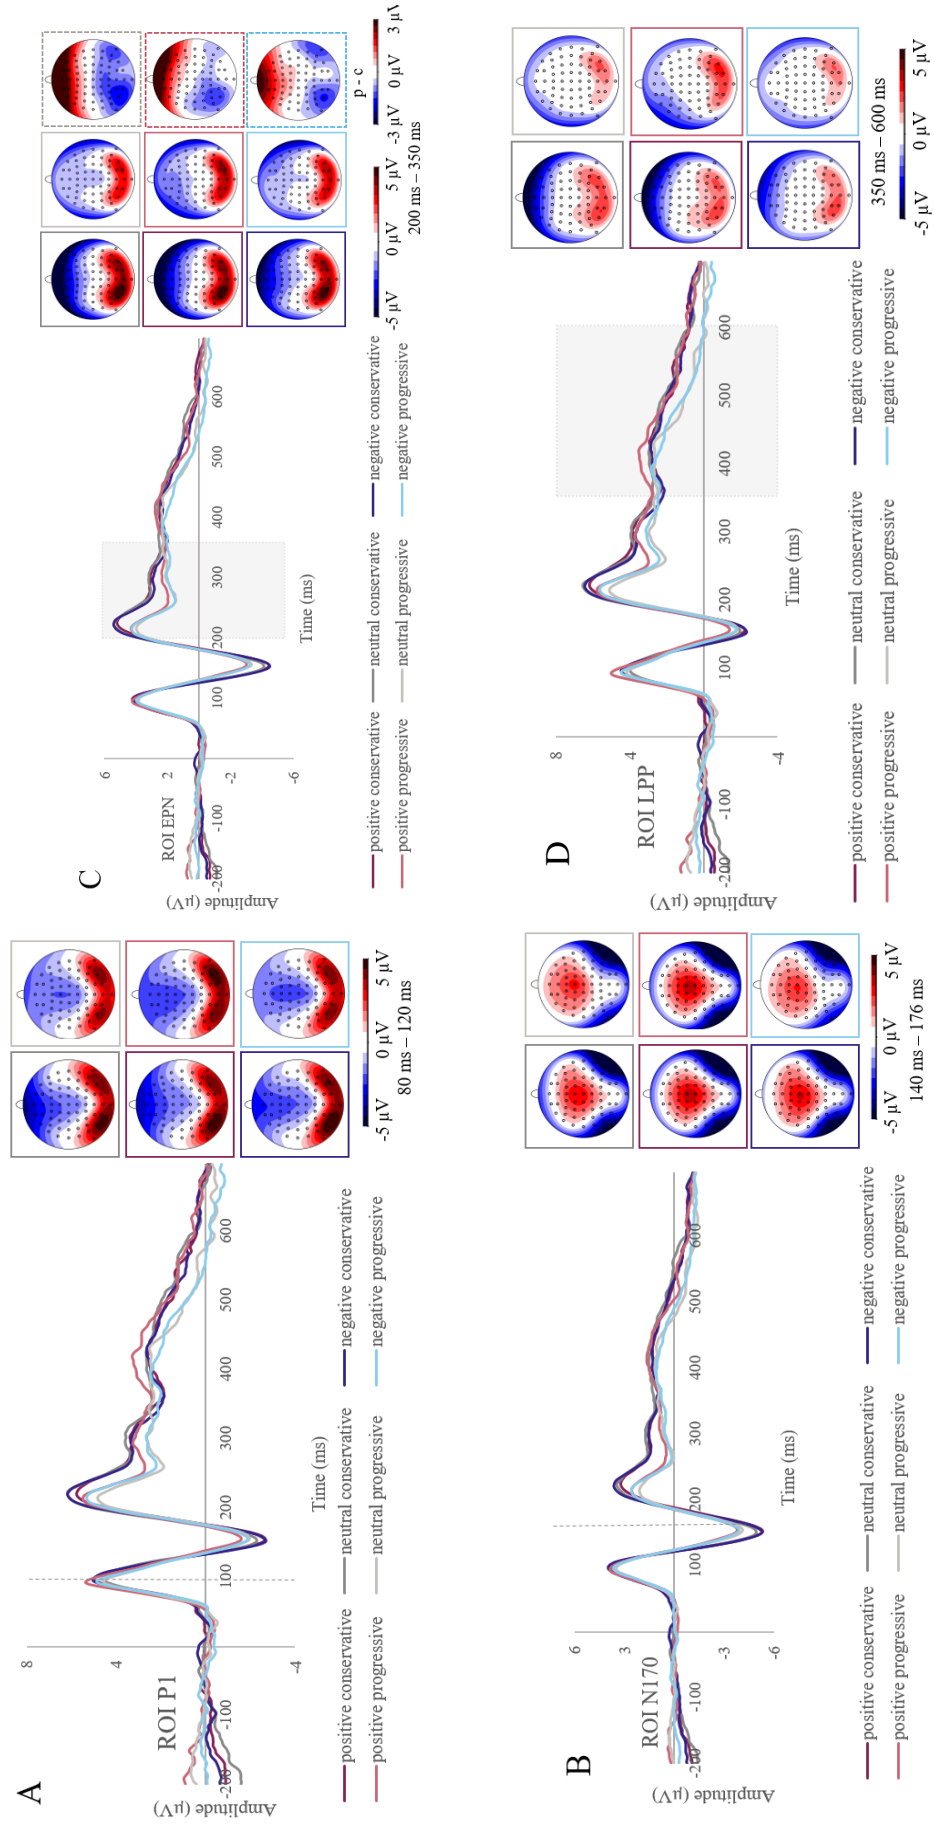 A
Amplitude (µV)
ROI P1
8
4
-4
-200
-100
100
200
300
400
500
600
Time (ms)
positive conservative
neutral conservative
negative conservative
positive progressive
neutral progressive
negative progressive
-5 µV
0 µV
5 µV
80 ms – 120 ms
C
Amplitude (µV)
ROI EPN
6
2
-2
-6
-200
-100
100
200
300
400
500
600
Time (ms)
positive conservative
neutral conservative
negative conservative
positive progressive
neutral progressive
negative progressive
p - c
-5 µV
0 µV
5 µV
-3 µV
0 µV
3 µV
200 ms – 350 ms
B
Amplitude (µV)
ROI N170
6
3
-3
-6
-200
-100
100
200
300
400
500
600
Time (ms)
positive conservative
neutral conservative
negative conservative
positive progressive
neutral progressive
negative progressive
-5 µV
0 µV
5 µV
140 ms – 176 ms
D
Amplitude (µV)
ROI LPP
8
4
-4
-200
-100
100
200
300
400
500
600
Time (ms)
positive conservative
neutral conservative
negative conservative
positive progressive
neutral progressive
negative progressive
350 ms – 600 ms
-5 µV
0 µV
5 µV